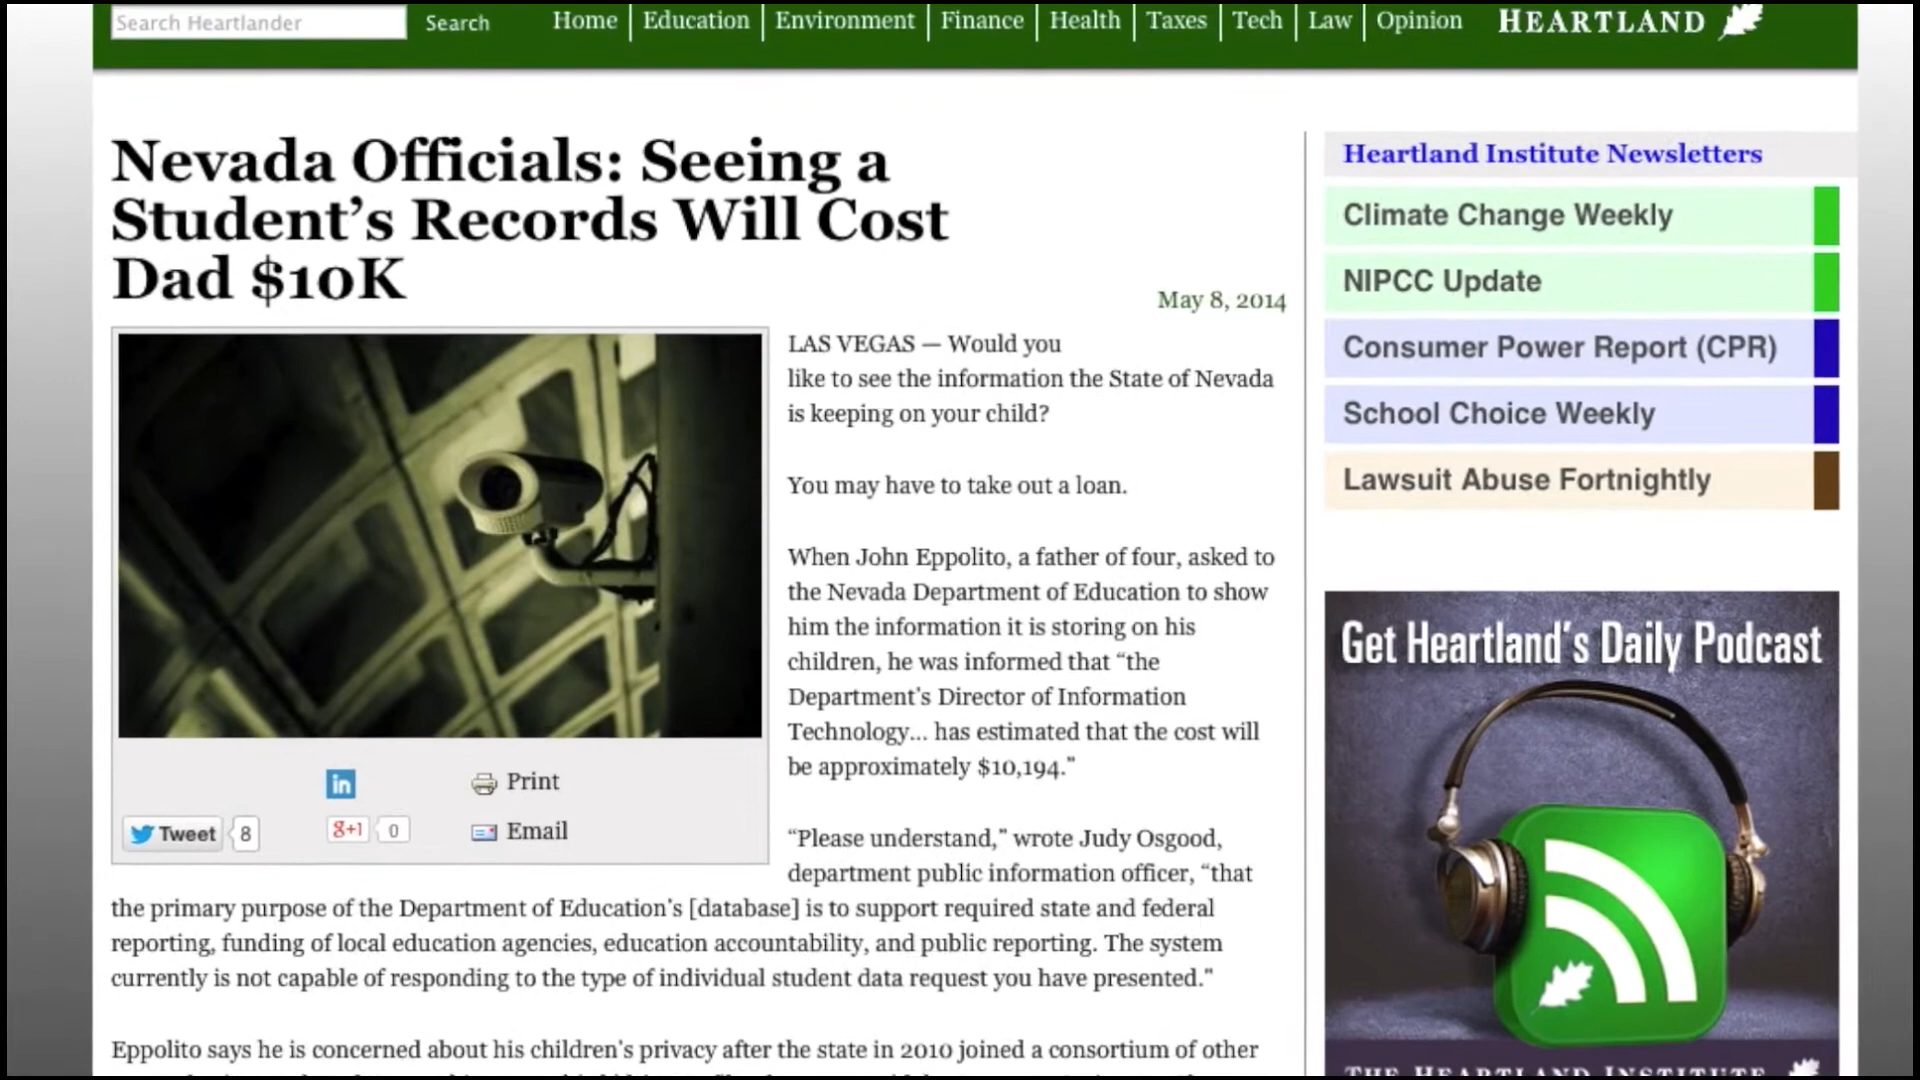 Search Heartlander
Search
Home
Education
Environment
Finance
Health
Taxes
Tech
Law
Opinion
HEARTLAND
Nevada Officials: Seeing a
Student’s Records Will Cost
Dad $10K
May 8, 2014
LAS VEGAS — Would you
like to see the information the State of Nevada
is keeping on your child?
You may have to take out a loan.
When John Eppolito, a father of four, asked to
the Nevada Department of Education to show
him the information it is storing on his
children, he was informed that “the
Department's Director of Information
Technology... has estimated that the cost will
be approximately $10,194.”
in
Print
Tweet
8
g+1
0
Email
“Please understand,” wrote Judy Osgood,
department public information officer, “that
the primary purpose of the Department of Education's [database] is to support required state and federal
reporting, funding of local education agencies, education accountability, and public reporting. The system
currently is not capable of responding to the type of individual student data request you have presented."
Eppolito says he is concerned about his children's privacy after the state in 2010 joined a consortium of other
Heartland Institute Newsletters
Climate Change Weekly
NIPCC Update
Consumer Power Report (CPR)
School Choice Weekly
Lawsuit Abuse Fortnightly
Get Heartland's Daily Podcast
THE HEARTLAND INSTITUTE